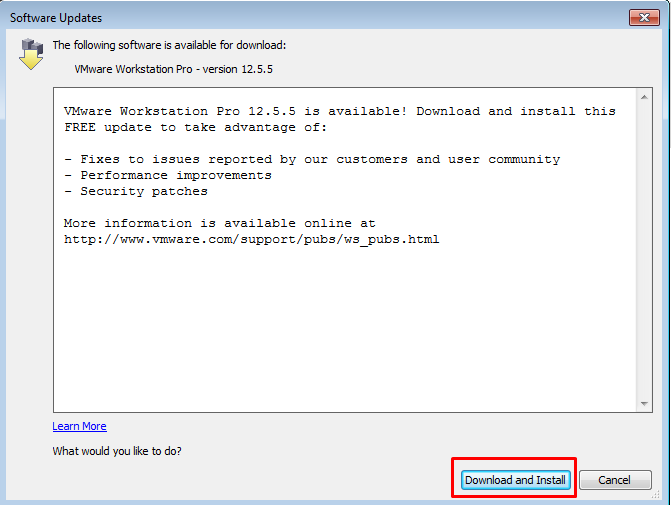 Software Updates
The following software is available for download:
VMware Workstation Pro - version 12.5.5
VMware Workstation Pro 12.5.5 is available! Download and install this
FREE update to take advantage of:
- Fixes to issues reported by our customers and user community
- Performance improvements
- Security patches
More information is available online at
http://www.vmware.com/support/pubs/ws_pubs.html
Learn More
What would you like to do?
Download and Install
Cancel